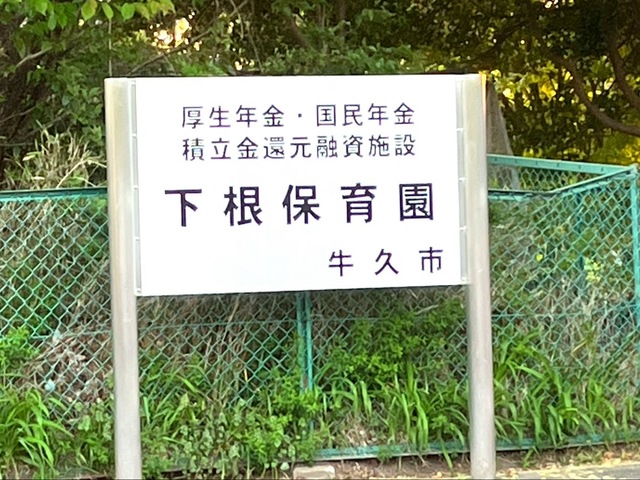 厚生年金・国民年金
積立金還元融資施設
下根保育園
牛久市